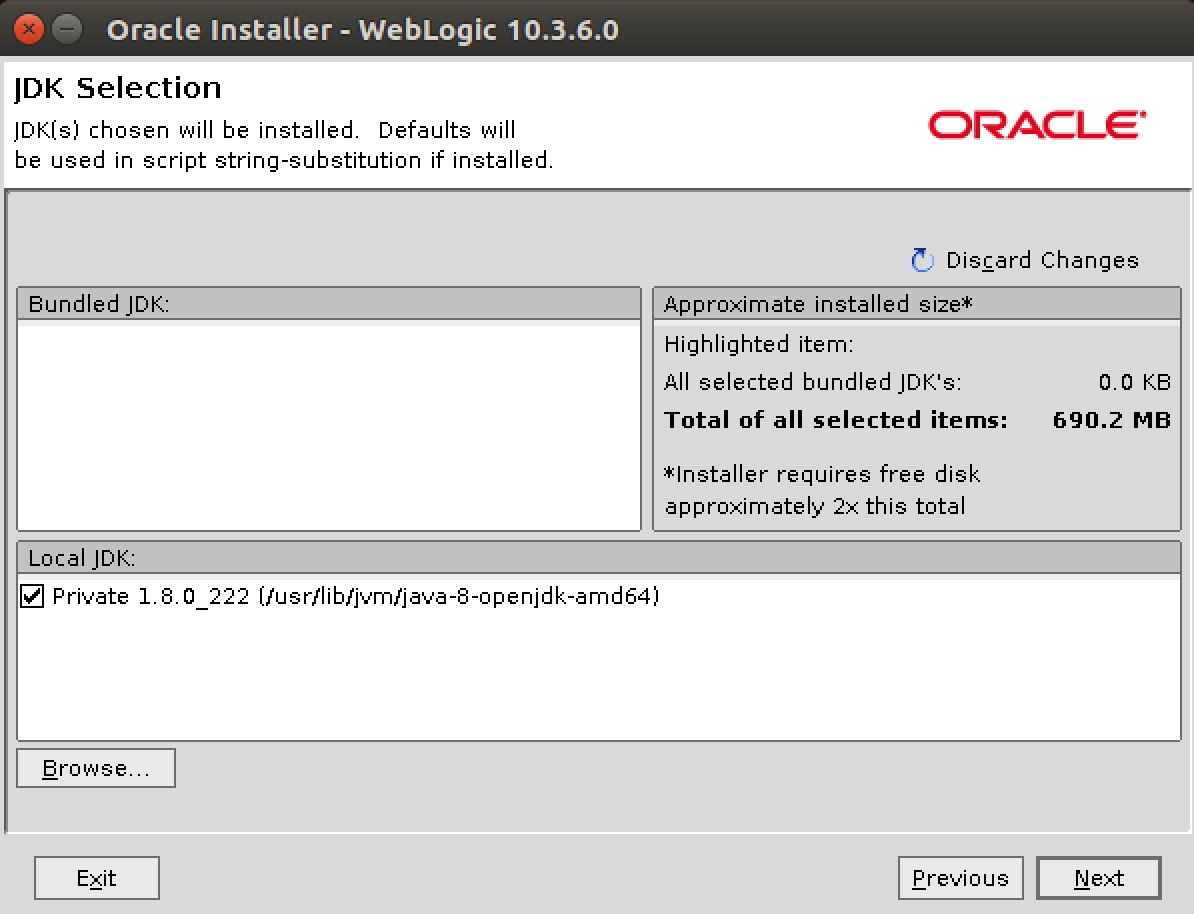 Oracle Installer - WebLogic 10.3.6.0
JDK Selection
JDK(s) chosen will be installed.  Defaults will
be used in script string-substitution if installed.
ORACLE
Discard Changes
Bundled JDK:
Approximate installed size*
Highlighted item:
All selected bundled JDK's: 0.0 KB
Total of all selected items: 690.2 MB
*Installer requires free disk
approximately 2x this total
Local JDK:
Private 1.8.0_222 (/usr/lib/jvm/java-8-openjdk-amd64)
Browse...
Exit
Previous
Next